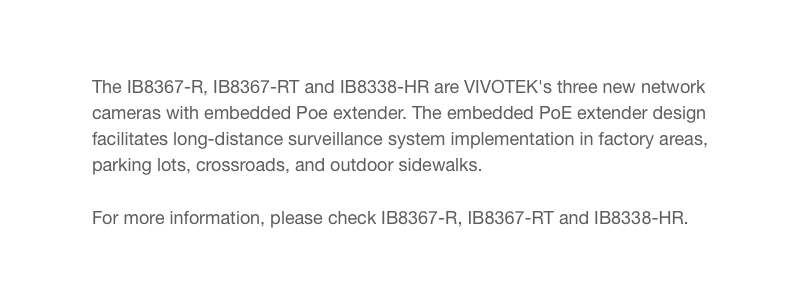 The IB8367-R, IB8367-RT and IB8338-HR are VIVOTEK's three new network
cameras with embedded Poe extender. The embedded PoE extender design
facilitates long-distance surveillance system implementation in factory areas,
parking lots, crossroads, and outdoor sidewalks.
For more information, please check IB8367-R, IB8367-RT and IB8338-HR.